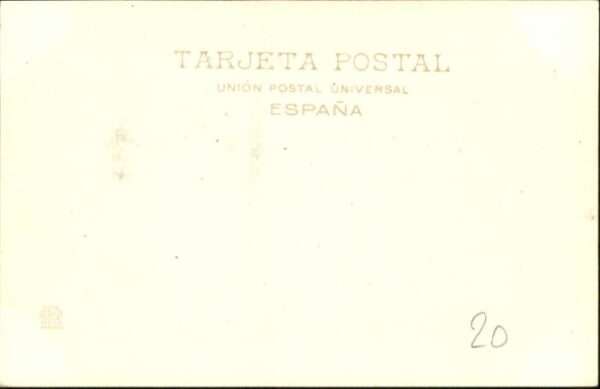 TARJETA POSTAL
UNIÓN POSTAL UNIVERSAL
ESPAÑA
20